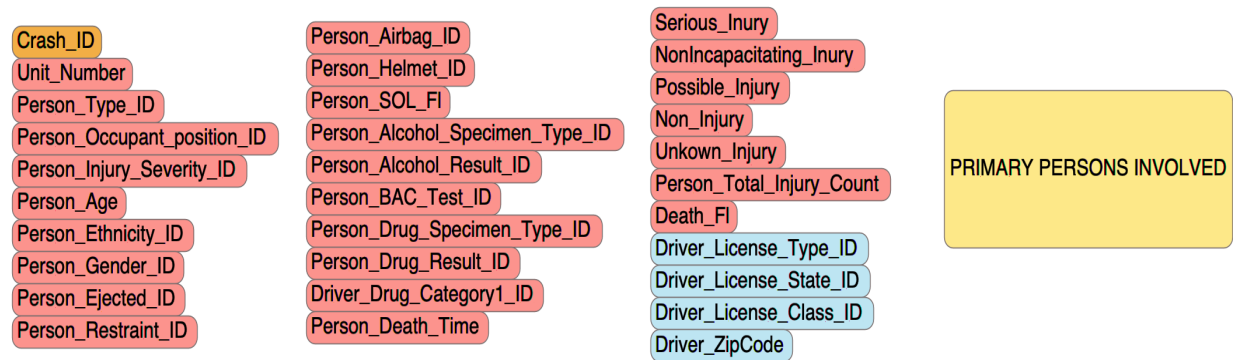 Crash_ID
Unit_Number
Person_Type_ID
Person_Occupant_position_ID
Person_Injury_Severity_ID
Person_Age
Person_Ethnicity_ID
Person_Gender_ID
Person_Ejected_ID
Person_Restraint_ID
Person_Airbag_ID
Person_Helmet_ID
Person_SOL_Fl
Person_Alcohol_Specimen_Type_ID
Person_Alcohol_Result_ID
Person_BAC_Test_ID
Person_Drug_Specimen_Type_ID
Person_Drug_Result_ID
Driver_Drug_Category1_ID
Person_Death_Time
Serious_Inury
NonIncapacitating_Inury
Possible_Injury
Non_Injury
Unkown_Injury
Person_Total_Injury_Count
Death_Fl
Driver_License_Type_ID
Driver_License_State_ID
Driver_License_Class_ID
Driver_ZipCode
PRIMARY PERSONS INVOLVED